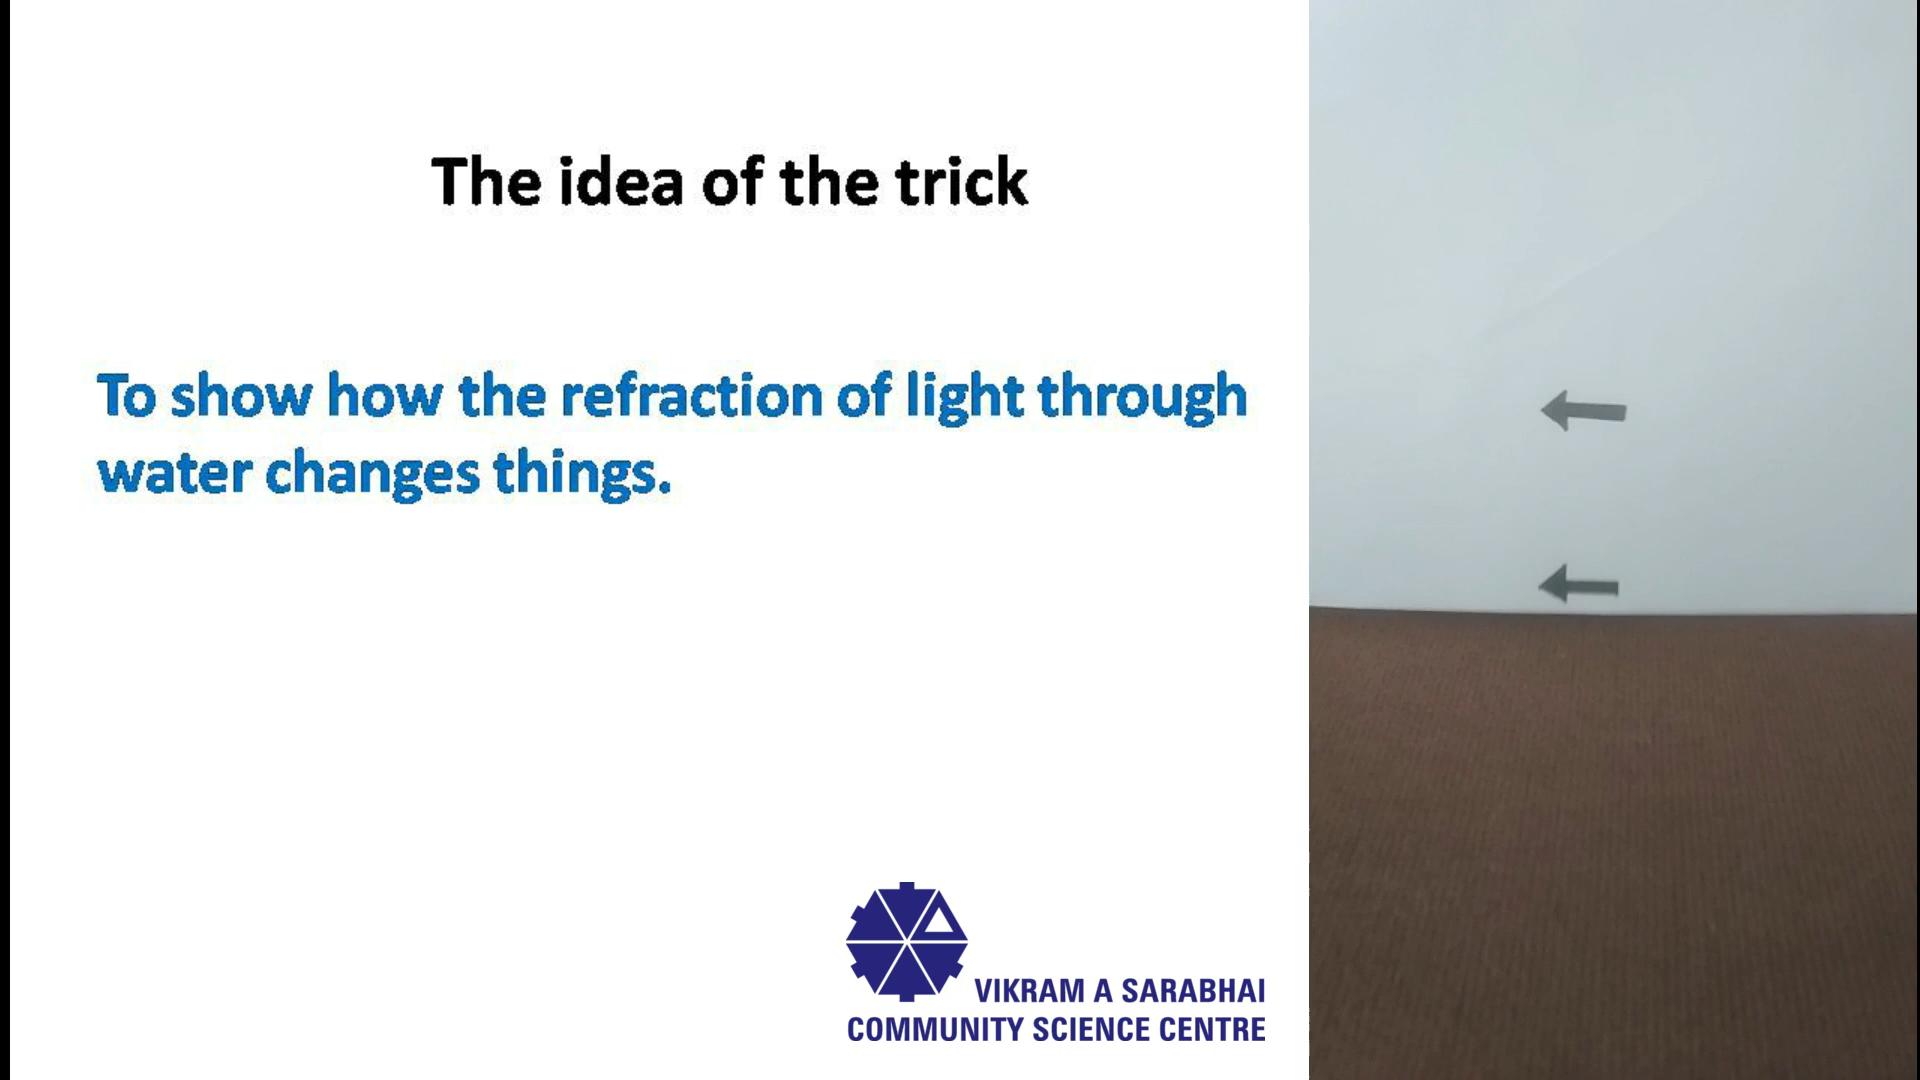 The idea of the trick
To show how the refraction of light through
water changes things.
VIKRAM A SARABHAI
COMMUNITY SCIENCE CENTRE